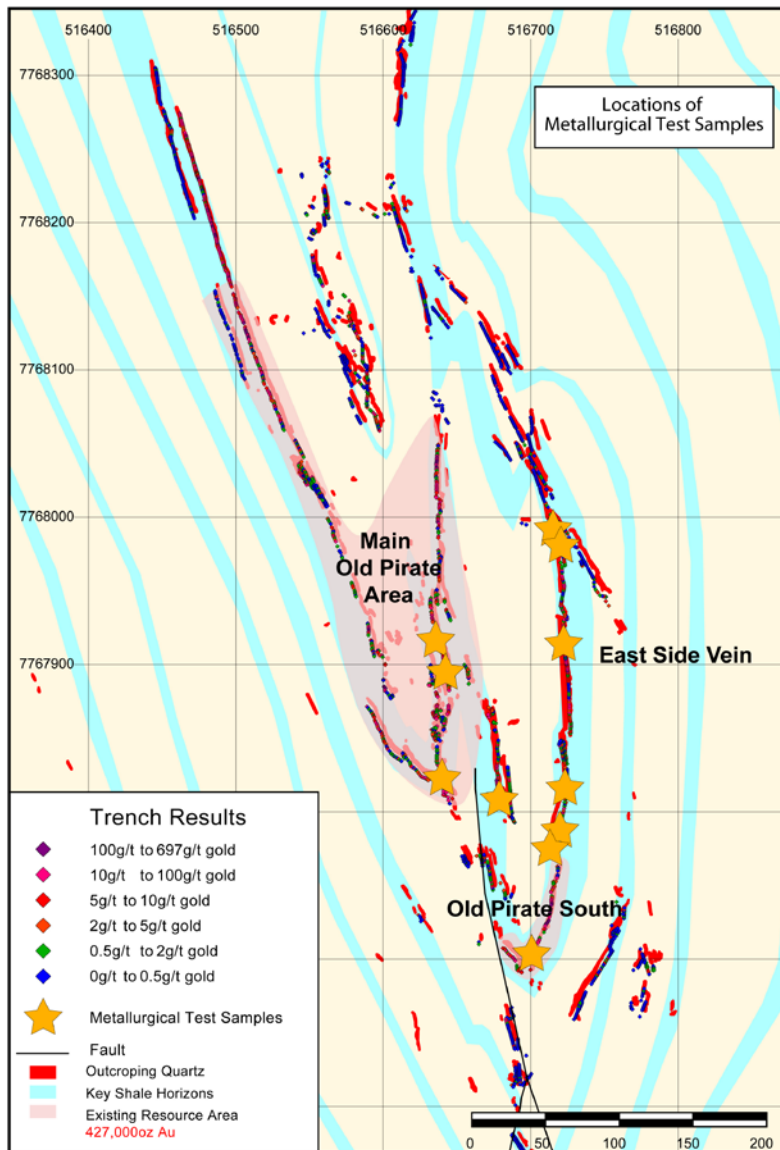 516400 516500 516600 516700 516800
7768300
Locations of
Metallurgical Test Samples
7768200
7768100
7768000
Main
Old Pirate
Area
7767900
East Side Vein
Old Pirate South
Trench Results
100g/t to 697g/t gold
10g/t to 100g/t gold
5g/t to 10g/t gold
2g/t to 5g/t gold
0.5g/t to 2g/t gold
0g/t to 0.5g/t gold
Metallurgical Test Samples
Fault
Outcroping Quartz
Key Shale Horizons
Existing Resource Area
427,000oz Au
0 50 100 150 200